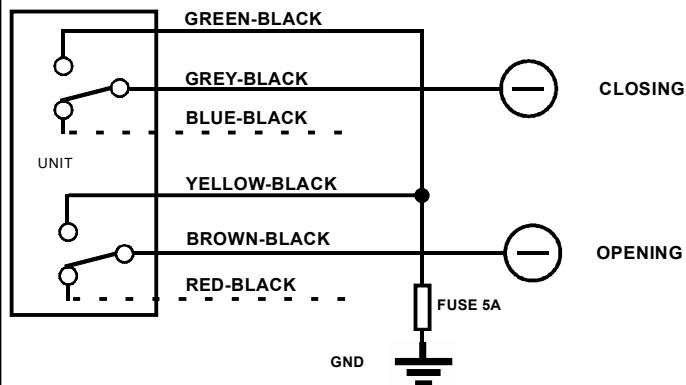 GREEN-BLACK
GREY-BLACK
CLOSING
BLUE-BLACK
UNIT
YELLOW-BLACK
BROWN-BLACK
OPENING
RED-BLACK
FUSE 5A
GND